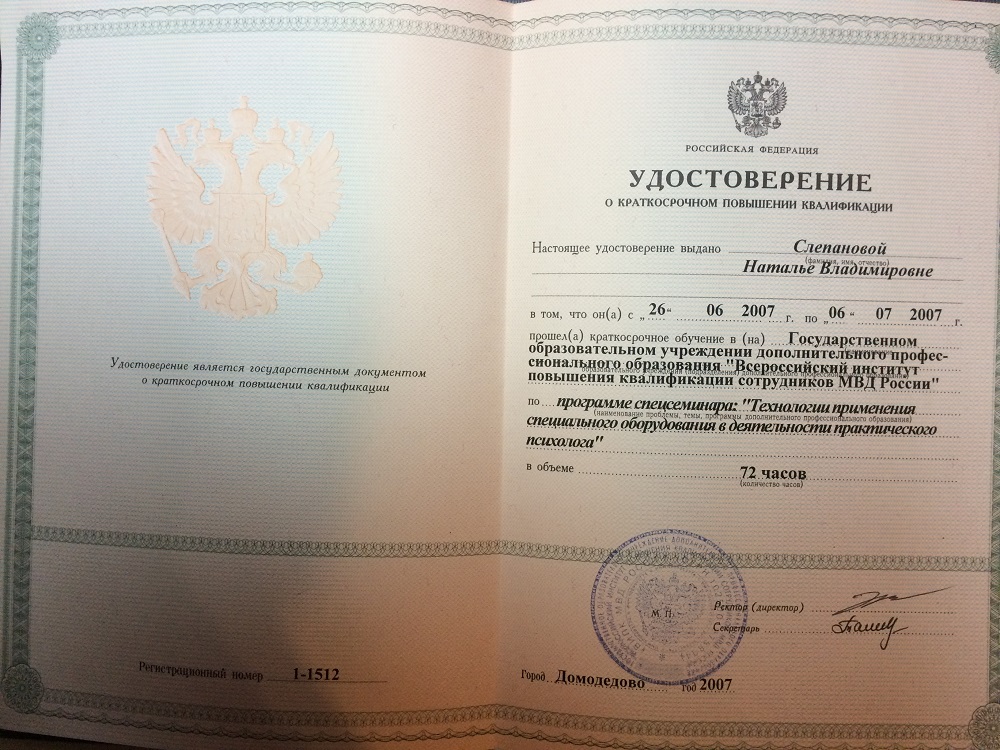 Удостоверение является государственным документом
о краткосрочном повышении квалификации
Регистрационный номер 1-1512
РОССИЙСКАЯ ФЕДЕРАЦИЯ
УДОСТОВЕРЕНИЕ
О КРАТКОСРОЧНОМ ПОВЫШЕНИИ КВАЛИФИКАЦИИ
Настоящее удостоверение выдано Слепановой
(фамилия, имя, отчество)
Наталье Владимировне
в том, что он(а) с „26“ 06 2007 г. по „06“ 07 2007 г.
прошел(а) краткосрочное обучение в (на) Государственном
образовательном учреждении дополнительного профес-
сионального образования "Всероссийский институт
образовательного учреждения (подразделения) дополнительного профессионального образования)
повышения квалификации сотрудников МВД России"
по программе спецсеминара: "Технологии применения
(наименование проблемы, темы, программы дополнительного профессионального образования)
специального оборудования в деятельности практического
психолога"
в объеме 72 часов
(количество часов)
М. П.
Ректор (директор)
Секретарь
Город Домодедово год 2007